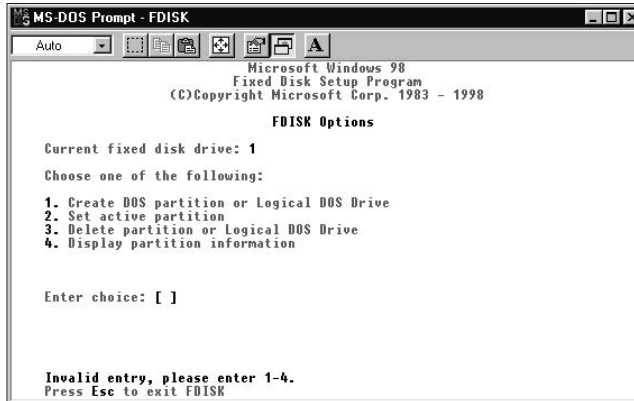 MS-DOS Prompt - FDISK
Auto
A
Microsoft Windows 98
Fixed Disk Setup Program
(C)Copyright Microsoft Corp. 1983 - 1998
FDISK Options
Current fixed disk drive: 1
Choose one of the following:
1. Create DOS partition or Logical DOS Drive
2. Set active partition
3. Delete partition or Logical DOS Drive
4. Display partition information
Enter choice: [ ]
Invalid entry, please enter 1-4.
Press Esc to exit FDISK